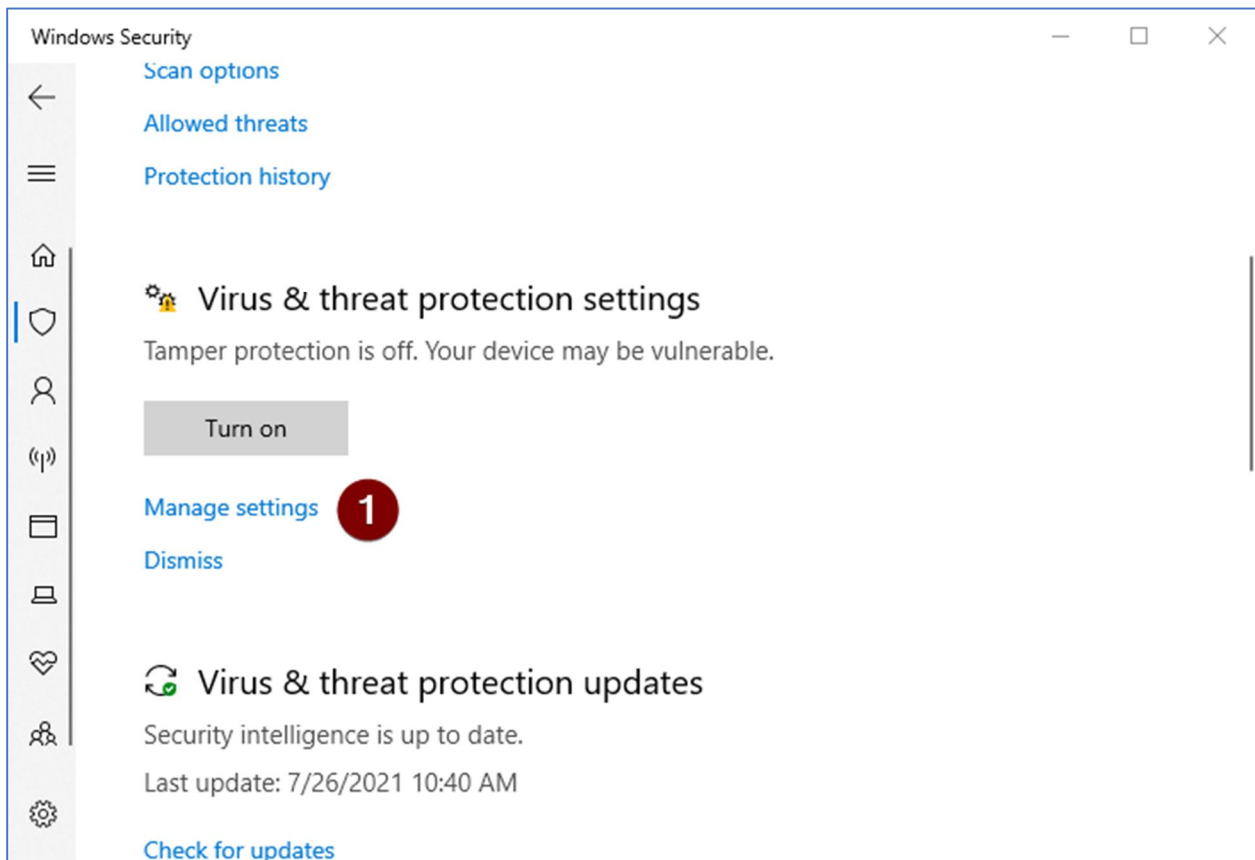 Windows Security
Scan options
Allowed threats
Protection history
Virus & threat protection settings
Tamper protection is off. Your device may be vulnerable.
Turn on
Manage settings 1
Dismiss
Virus & threat protection updates
Security intelligence is up to date.
Last update: 7/26/2021 10:40 AM
Check for updates